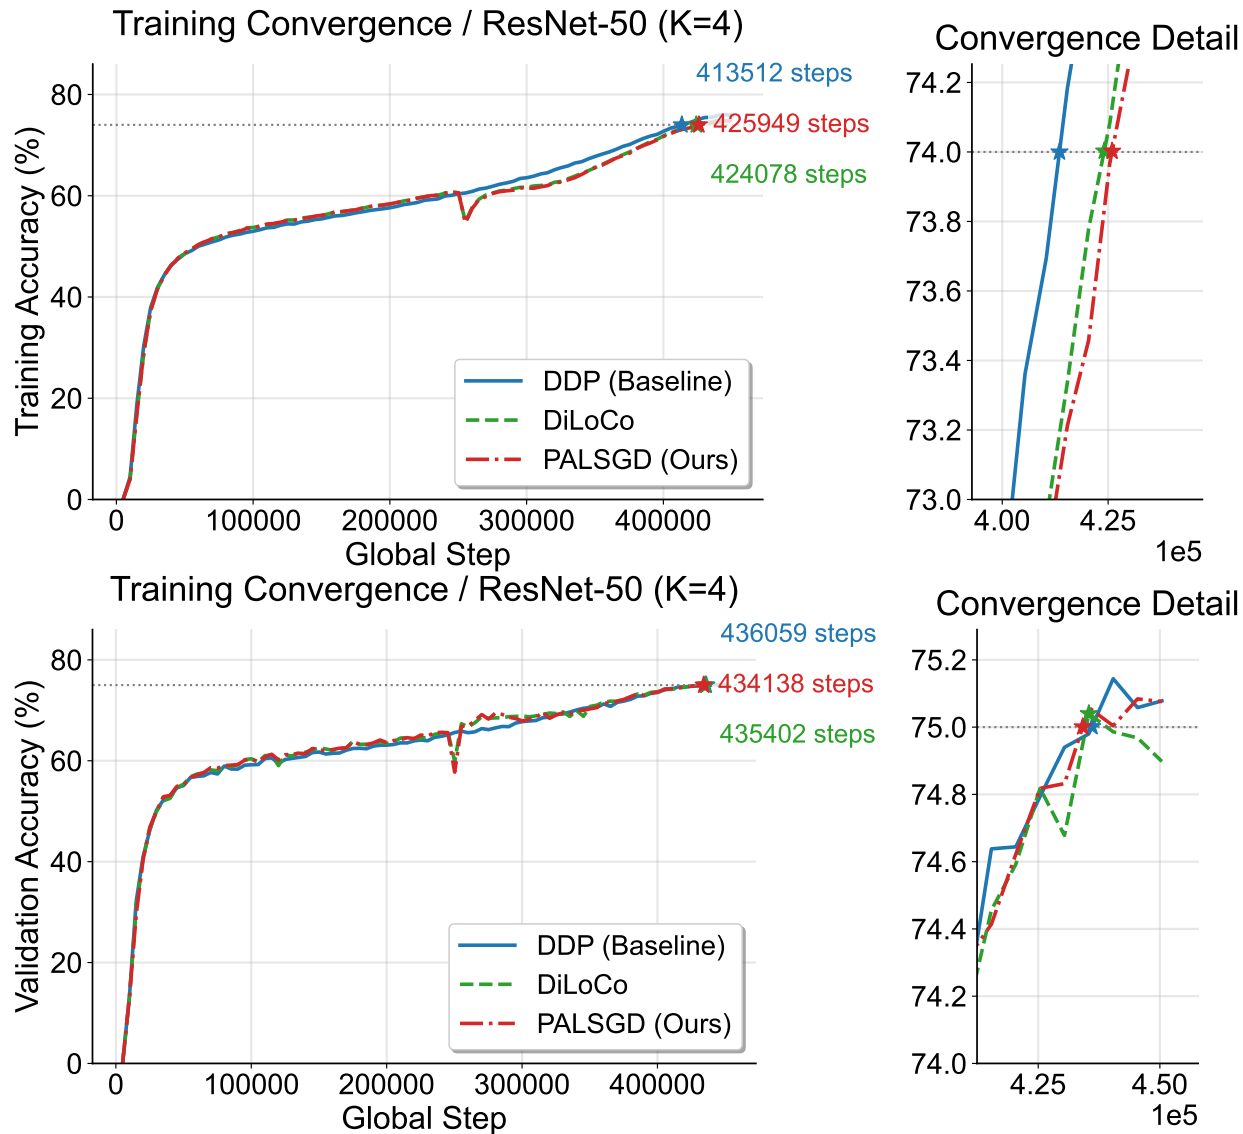 Training Convergence / ResNet-50 (K=4)
413512 steps
425949 steps
424078 steps
Training Accuracy (%)
80
60
40
20
0
DDP (Baseline)
DiLoCo
PALSGD (Ours)
0 100000 200000 300000 400000
Global Step
Convergence Detail
74.2
74.0
73.8
73.6
73.4
73.2
73.0
4.00 4.25
1e5
Training Convergence / ResNet-50 (K=4)
436059 steps
434138 steps
435402 steps
Validation Accuracy (%)
80
60
40
20
0
DDP (Baseline)
DiLoCo
PALSGD (Ours)
0 100000 200000 300000 400000
Global Step
Convergence Detail
75.2
75.0
74.8
74.6
74.4
74.2
74.0
4.25 4.50
1e5